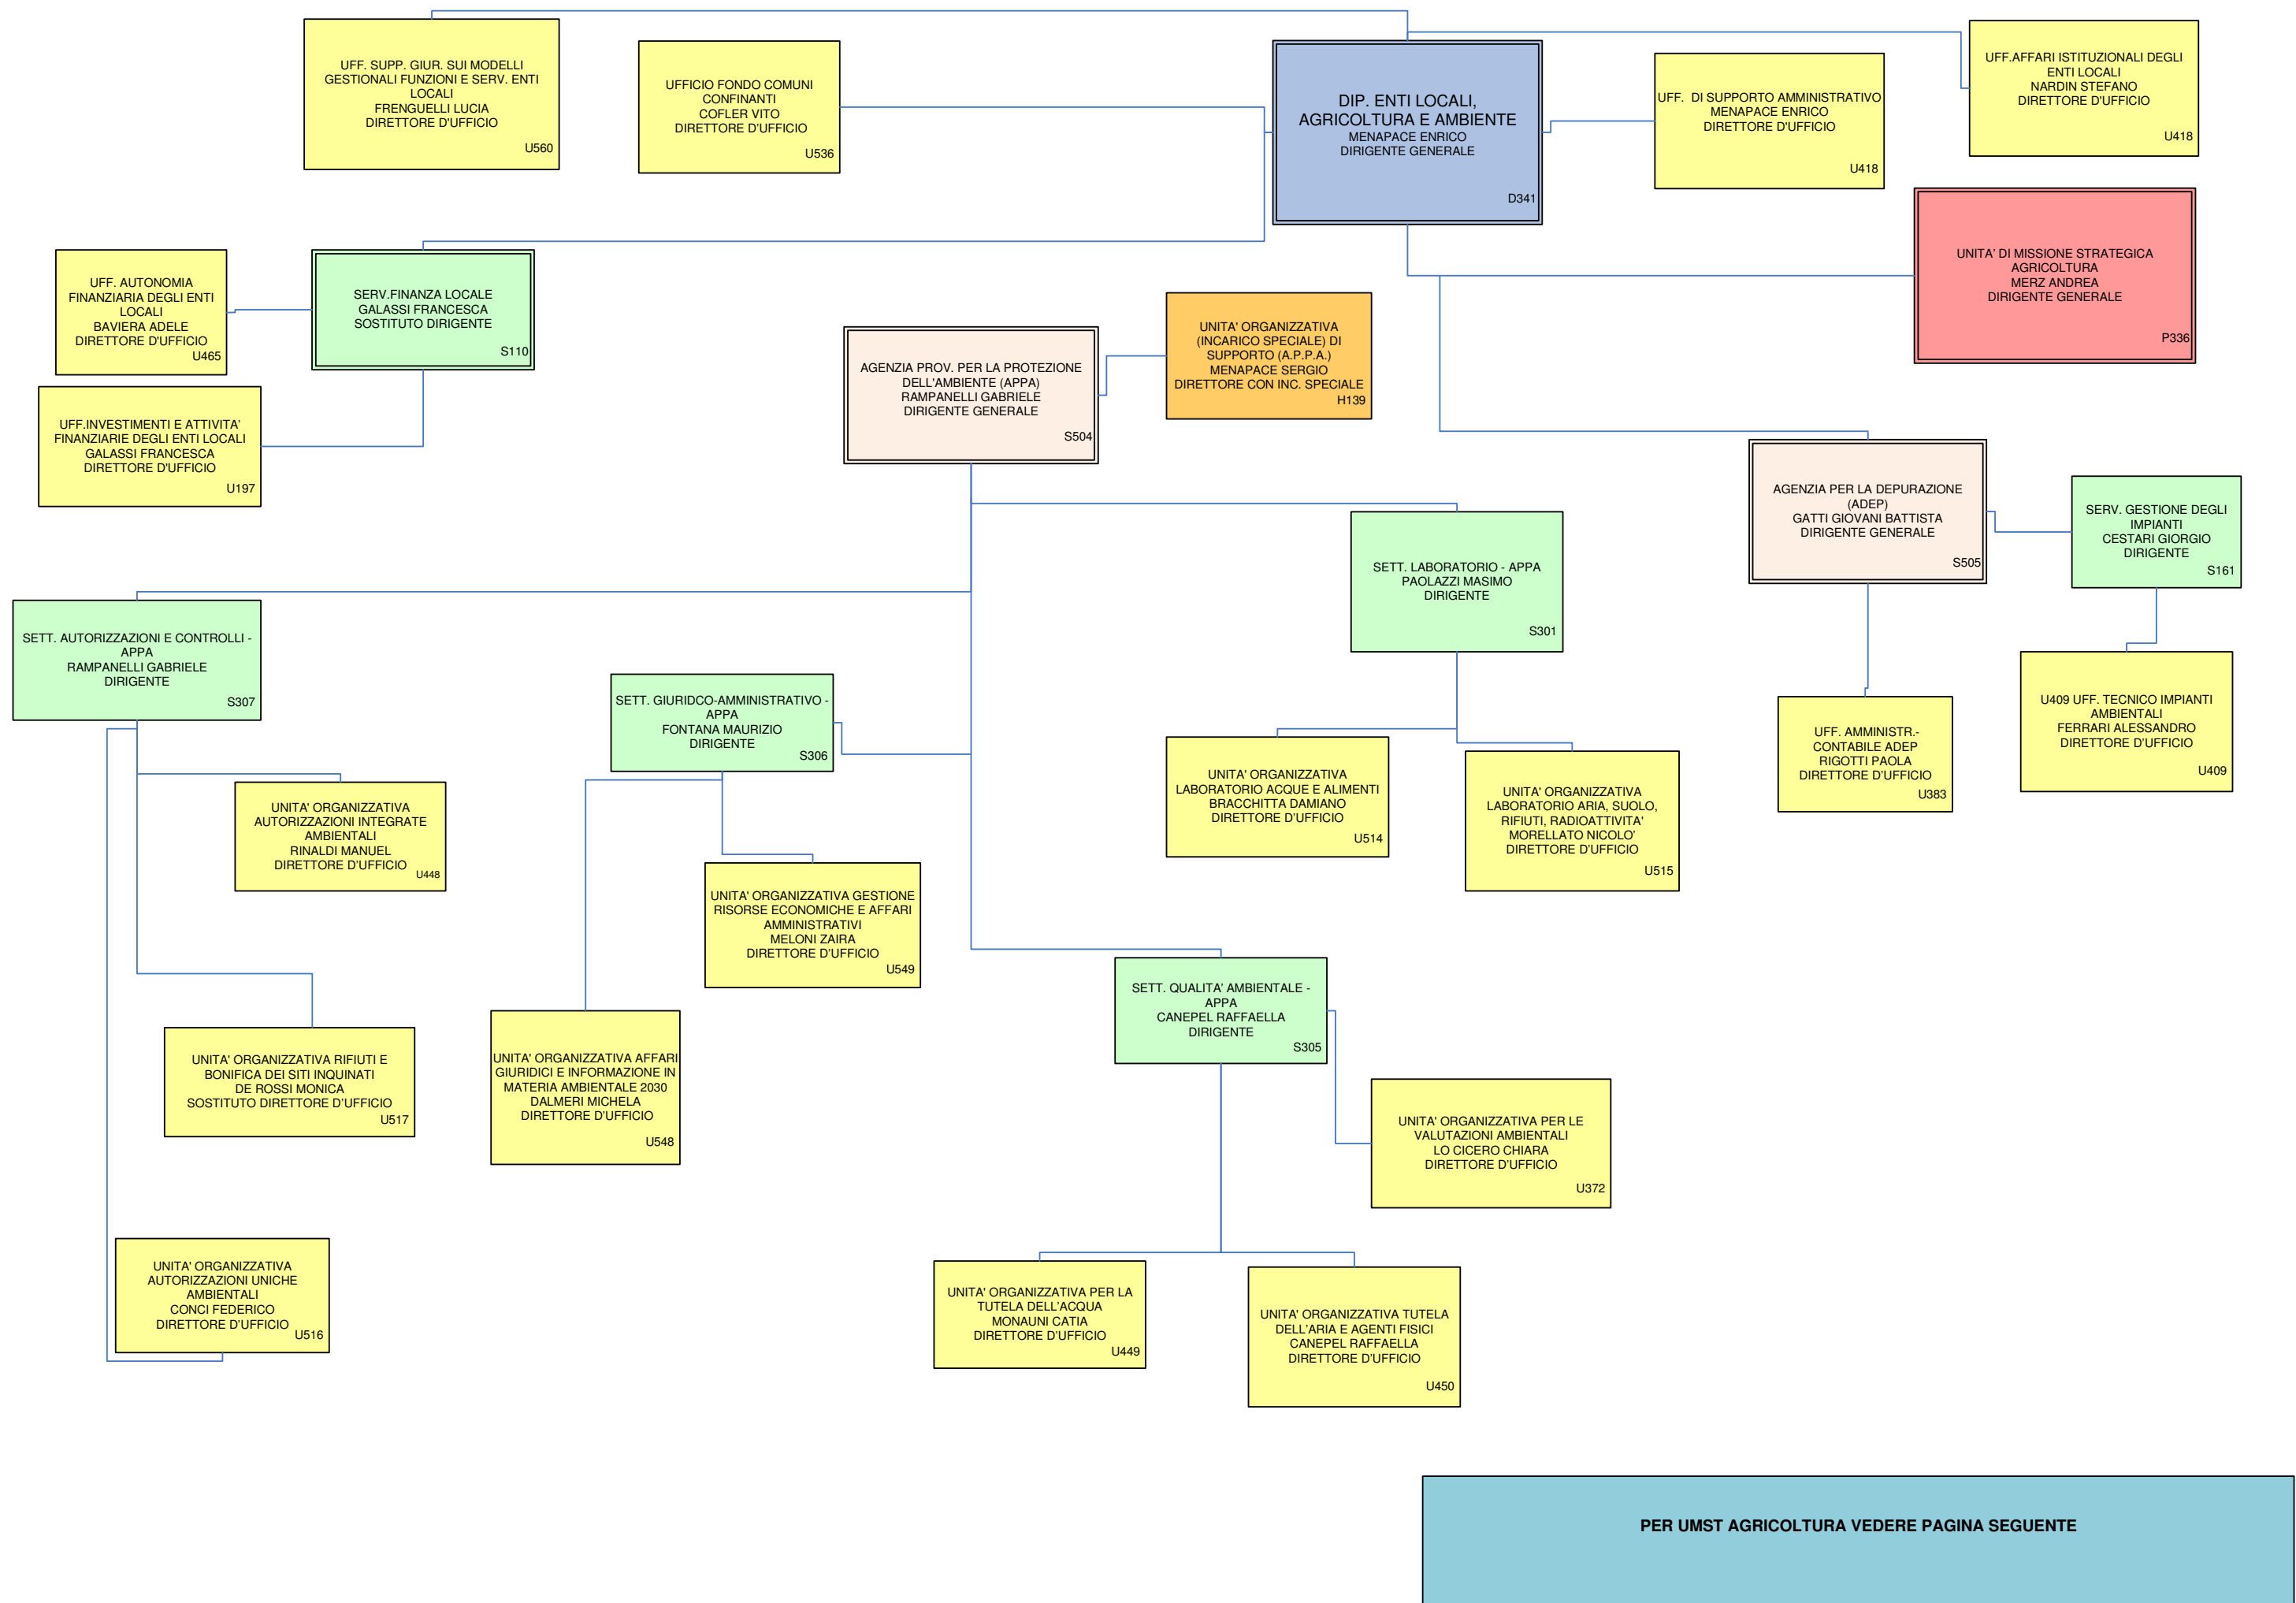 UFF. SUPP. GIUR. SUI MODELLI
GESTIONALI FUNZIONI E SERV. ENTI
LOCALI
FRENGUELLI LUCIA
DIRETTORE D'UFFICIO
U560
UFFICIO FONDO COMUNI
CONFINANTI
COFLER VITO
DIRETTORE D'UFFICIO
U536
DIP. ENTI LOCALI,
AGRICOLTURA E AMBIENTE
MENAPACE ENRICO
DIRIGENTE GENERALE
D341
UFF.  DI SUPPORTO AMMINISTRATIVO
MENAPACE ENRICO
DIRETTORE D'UFFICIO
U418
UFF.AFFARI ISTITUZIONALI DEGLI
ENTI LOCALI
NARDIN STEFANO
DIRETTORE D'UFFICIO
U418
UNITA' DI MISSIONE STRATEGICA
AGRICOLTURA
MERZ ANDREA
DIRIGENTE GENERALE
P336
UFF. AUTONOMIA
FINANZIARIA DEGLI ENTI
LOCALI
BAVIERA ADELE
DIRETTORE D'UFFICIO
U465
SERV.FINANZA LOCALE
GALASSI FRANCESCA
SOSTITUTO DIRIGENTE
S110
UFF.INVESTIMENTI E ATTIVITA'
FINANZIARIE DEGLI ENTI LOCALI
GALASSI FRANCESCA
DIRETTORE D'UFFICIO
U197
AGENZIA PROV. PER LA PROTEZIONE
DELL'AMBIENTE (APPA)
RAMPANELLI GABRIELE
DIRIGENTE GENERALE
S504
UNITA' ORGANIZZATIVA
(INCARICO SPECIALE) DI
SUPPORTO (A.P.P.A.)
MENAPACE SERGIO
DIRETTORE CON INC. SPECIALE
H139
AGENZIA PER LA DEPURAZIONE
(ADEP)
GATTI GIOVANI BATTISTA
DIRIGENTE GENERALE
S505
SERV. GESTIONE DEGLI
IMPIANTI
CESTARI GIORGIO
DIRIGENTE
S161
SETT. LABORATORIO - APPA
PAOLAZZI MASIMO
DIRIGENTE
S301
SETT. AUTORIZZAZIONI E CONTROLLI -
APPA
RAMPANELLI GABRIELE
DIRIGENTE
S307
SETT. GIURIDCO-AMMINISTRATIVO -
APPA
FONTANA MAURIZIO
DIRIGENTE
S306
U409 UFF. TECNICO IMPIANTI
AMBIENTALI
FERRARI ALESSANDRO
DIRETTORE D'UFFICIO
U409
UFF. AMMINISTR.-
CONTABILE ADEP
RIGOTTI PAOLA
DIRETTORE D'UFFICIO
U383
UNITA' ORGANIZZATIVA
LABORATORIO ACQUE E ALIMENTI
BRACCHITTA DAMIANO
DIRETTORE D'UFFICIO
U514
UNITA' ORGANIZZATIVA
LABORATORIO ARIA, SUOLO,
RIFIUTI, RADIOATTIVITA'
MORELLATO NICOLO'
DIRETTORE D'UFFICIO
U515
UNITA' ORGANIZZATIVA
AUTORIZZAZIONI INTEGRATE
AMBIENTALI
RINALDI MANUEL
DIRETTORE D'UFFICIO
U448
UNITA' ORGANIZZATIVA GESTIONE
RISORSE ECONOMICHE E AFFARI
AMMINISTRATIVI
MELONI ZAIRA
DIRETTORE D'UFFICIO
U549
SETT. QUALITA' AMBIENTALE -
APPA
CANEPEL RAFFAELLA
DIRIGENTE
S305
UNITA' ORGANIZZATIVA RIFIUTI E
BONIFICA DEI SITI INQUINATI
DE ROSSI MONICA
SOSTITUTO DIRETTORE D'UFFICIO
U517
UNITA' ORGANIZZATIVA AFFARI
GIURIDICI E INFORMAZIONE IN
MATERIA AMBIENTALE 2030
DALMERI MICHELA
DIRETTORE D'UFFICIO
U548
UNITA' ORGANIZZATIVA PER LE
VALUTAZIONI AMBIENTALI
LO CICERO CHIARA
DIRETTORE D'UFFICIO
U372
UNITA' ORGANIZZATIVA
AUTORIZZAZIONI UNICHE
AMBIENTALI
CONCI FEDERICO
DIRETTORE D'UFFICIO
U516
UNITA' ORGANIZZATIVA PER LA
TUTELA DELL'ACQUA
MONAUNI CATIA
DIRETTORE D'UFFICIO
U449
UNITA' ORGANIZZATIVA TUTELA
DELL'ARIA E AGENTI FISICI
CANEPEL RAFFAELLA
DIRETTORE D'UFFICIO
U450
PER UMST AGRICOLTURA VEDERE PAGINA SEGUENTE